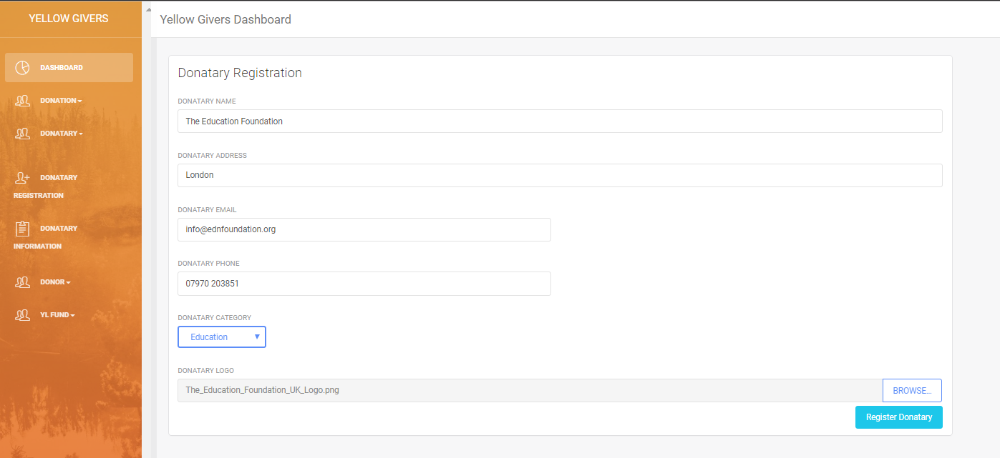 YELLOW GIVERS
DASHBOARD
DONATION
DONATARY
DONATARY
REGISTRATION
DONATARY
INFORMATION
DONOR
YL FUND
Yellow Givers Dashboard
Donatary Registration
DONATARY NAME
The Education Foundation
DONATARY ADDRESS
London
DONATARY EMAIL
info@ednfoundation.org
DONATARY PHONE
07970 203851
DONATARY CATEGORY
Education
DONATARY LOGO
The_Education_Foundation_UK_Logo.png
BROWSE...
Register Donatary